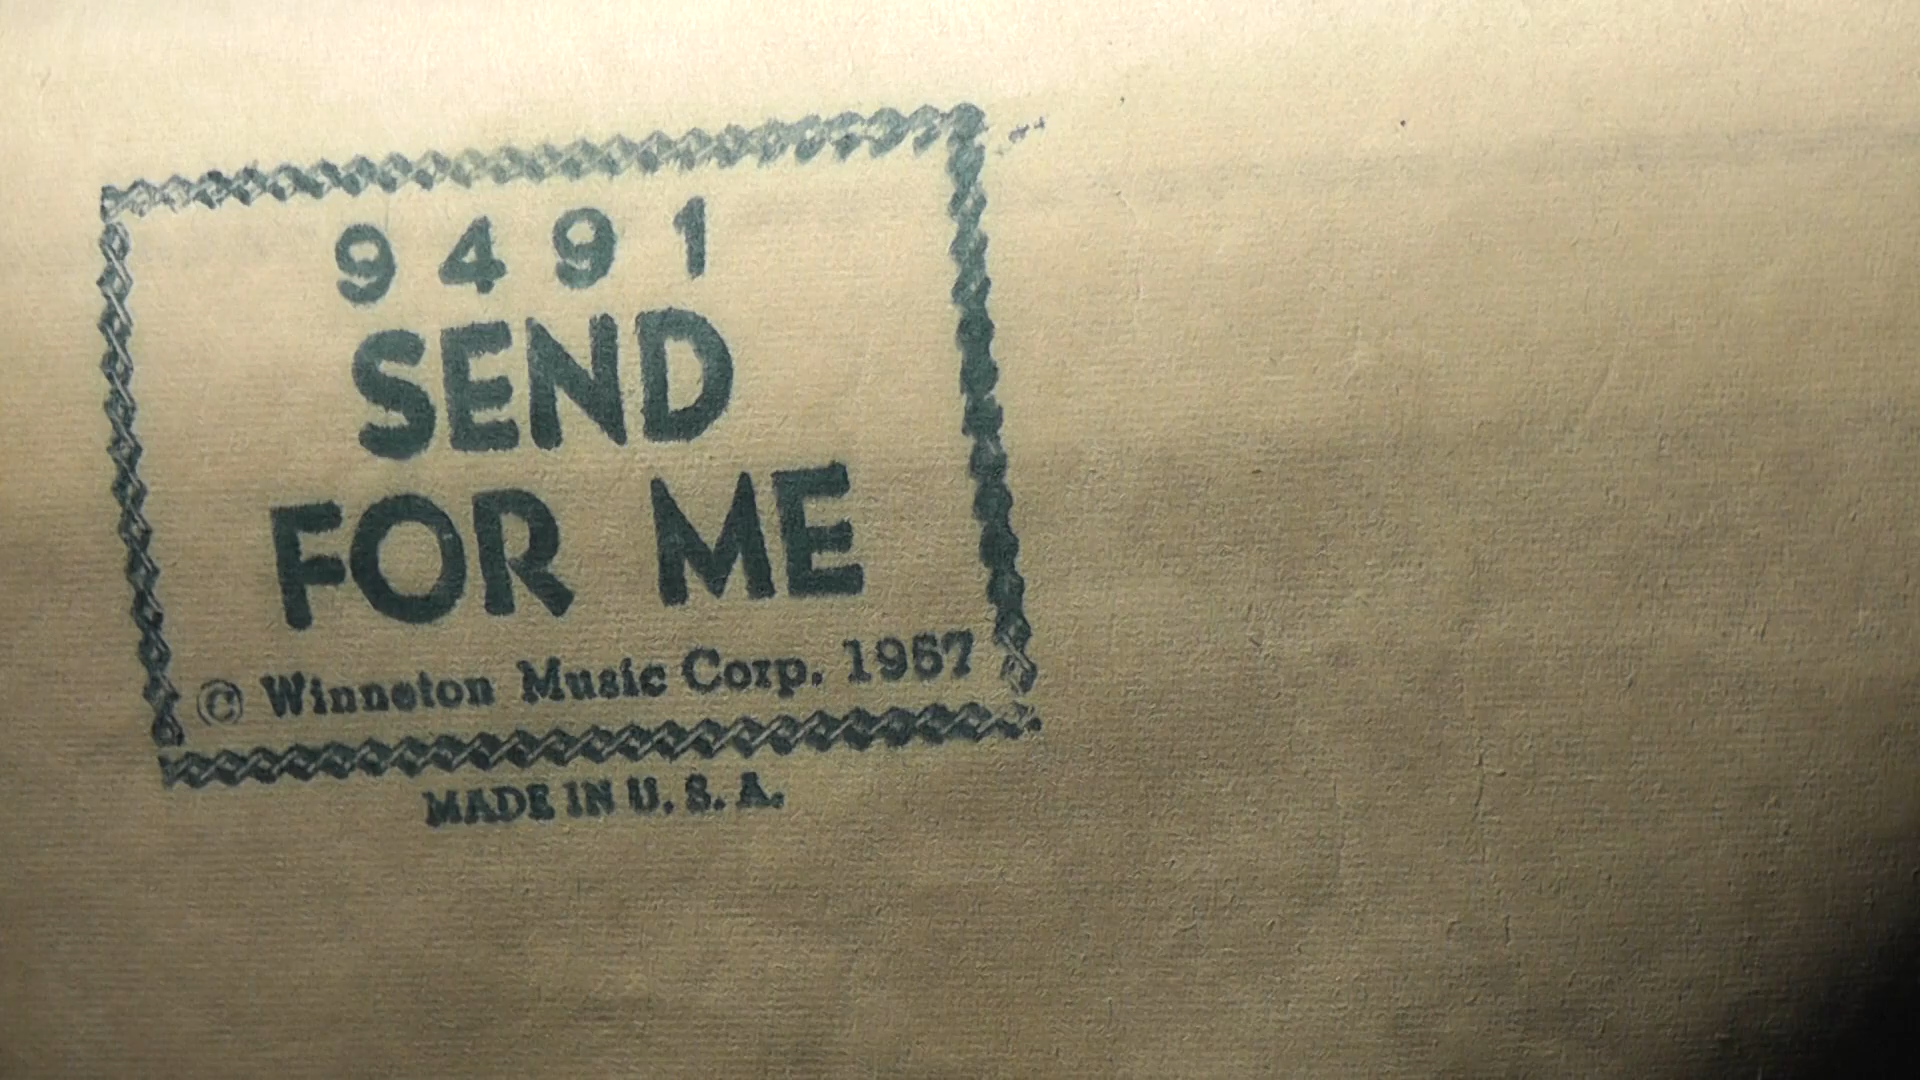 9491
SEND
FOR ME
© Winneton Music Corp. 1957
MADE IN U. S. A.